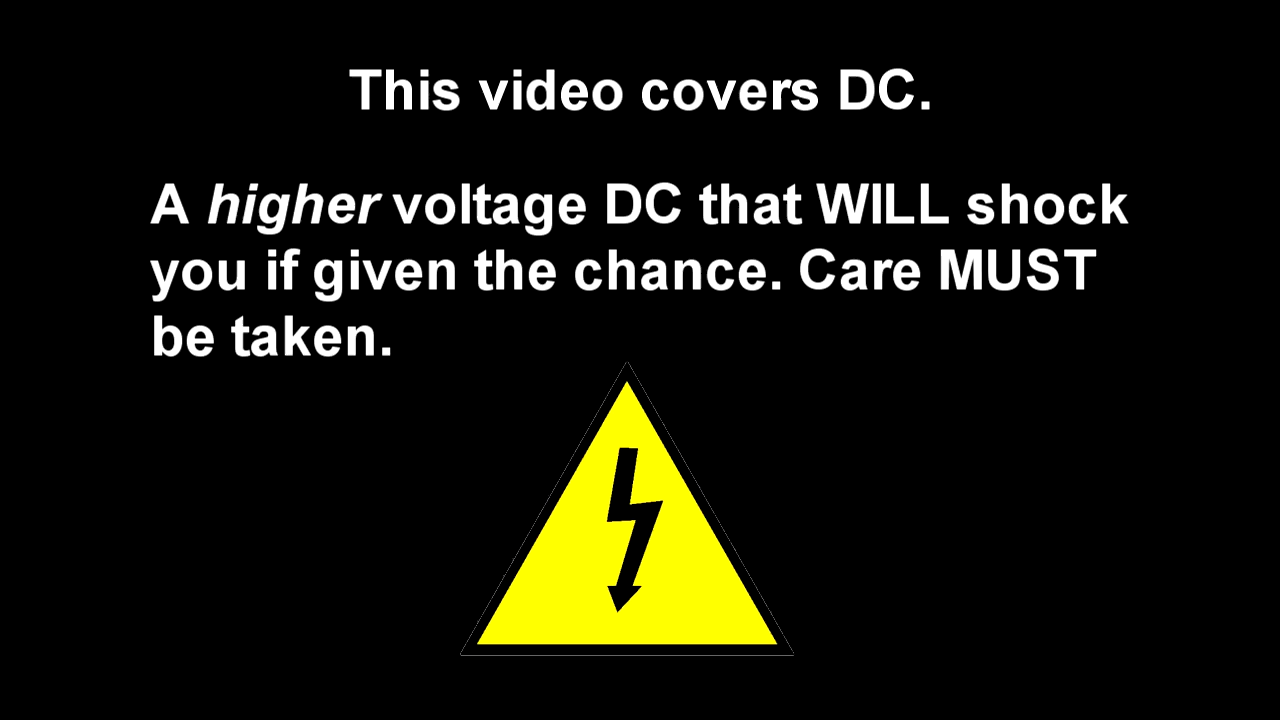 This video covers DC.
A higher voltage DC that WILL shock
you if given the chance. Care MUST
be taken.